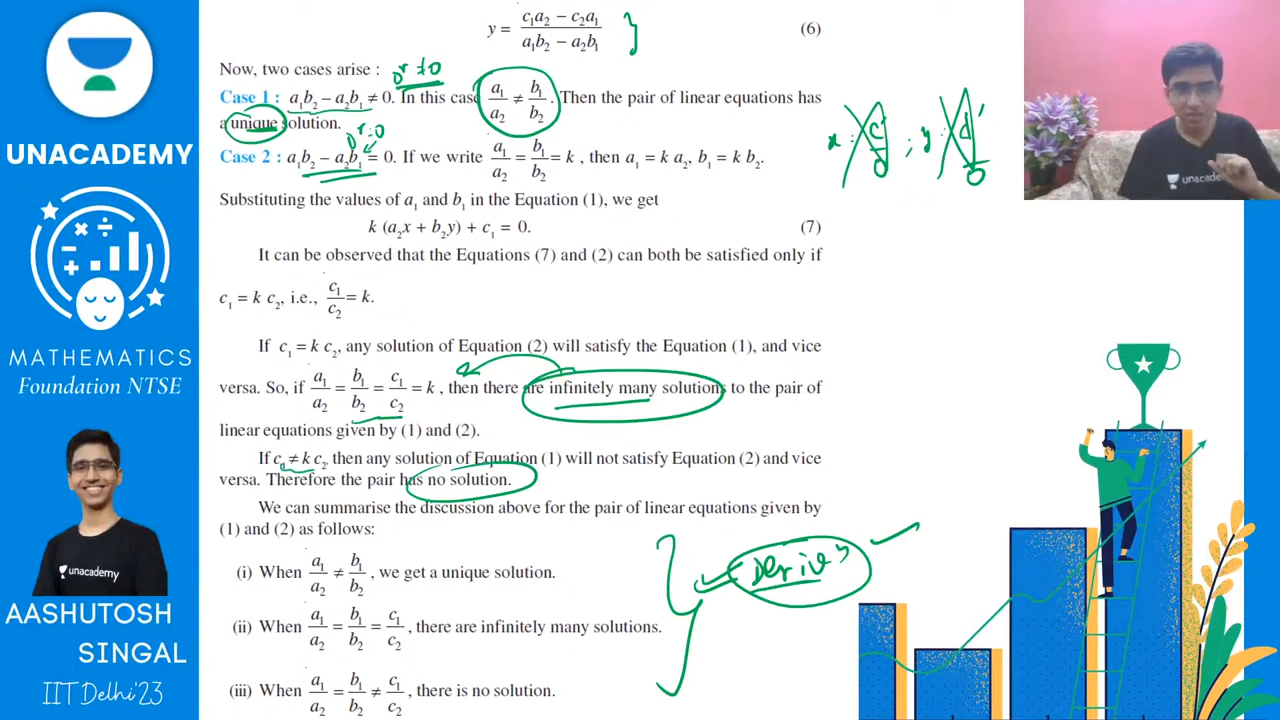 y = (c₁a₂ − c₂a₁)/(a₁b₂ − a₂b₁) } (6)
Now, two cases arise :
Dʳ ≠ 0
Case 1 : a₁b₂ − a₂b₁ ≠ 0. In this case a₁/a₂ ≠ b₁/b₂. Then the pair of linear equations has
a unique solution.
Dʳ = 0
Case 2 : a₁b₂ − a₂b₁ = 0. If we write a₁/a₂ = b₁/b₂ = k, then a₁ = k a₂, b₁ = k b₂.
Substituting the values of a₁ and b₁ in the Equation (1), we get
k (a₂x + b₂y) + c₁ = 0. (7)
It can be observed that the Equations (7) and (2) can both be satisfied only if
c₁ = k c₂, i.e., c₁/c₂ = k.
If c₁ = k c₂, any solution of Equation (2) will satisfy the Equation (1), and vice
versa. So, if a₁/a₂ = b₁/b₂ = c₁/c₂ = k, then there are infinitely many solutions to the pair of
linear equations given by (1) and (2).
If c₁ ≠ k c₂, then any solution of Equation (1) will not satisfy Equation (2) and vice
versa. Therefore the pair has no solution.
We can summarise the discussion above for the pair of linear equations given by
(1) and (2) as follows:
(i) When a₁/a₂ ≠ b₁/b₂, we get a unique solution.
(ii) When a₁/a₂ = b₁/b₂ = c₁/c₂, there are infinitely many solutions.
(iii) When a₁/a₂ = b₁/b₂ ≠ c₁/c₂, there is no solution.
UNACADEMY
MATHEMATICS
Foundation NTSE
unacademy
AASHUTOSH
SINGAL
IIT Delhi'23
unacademy